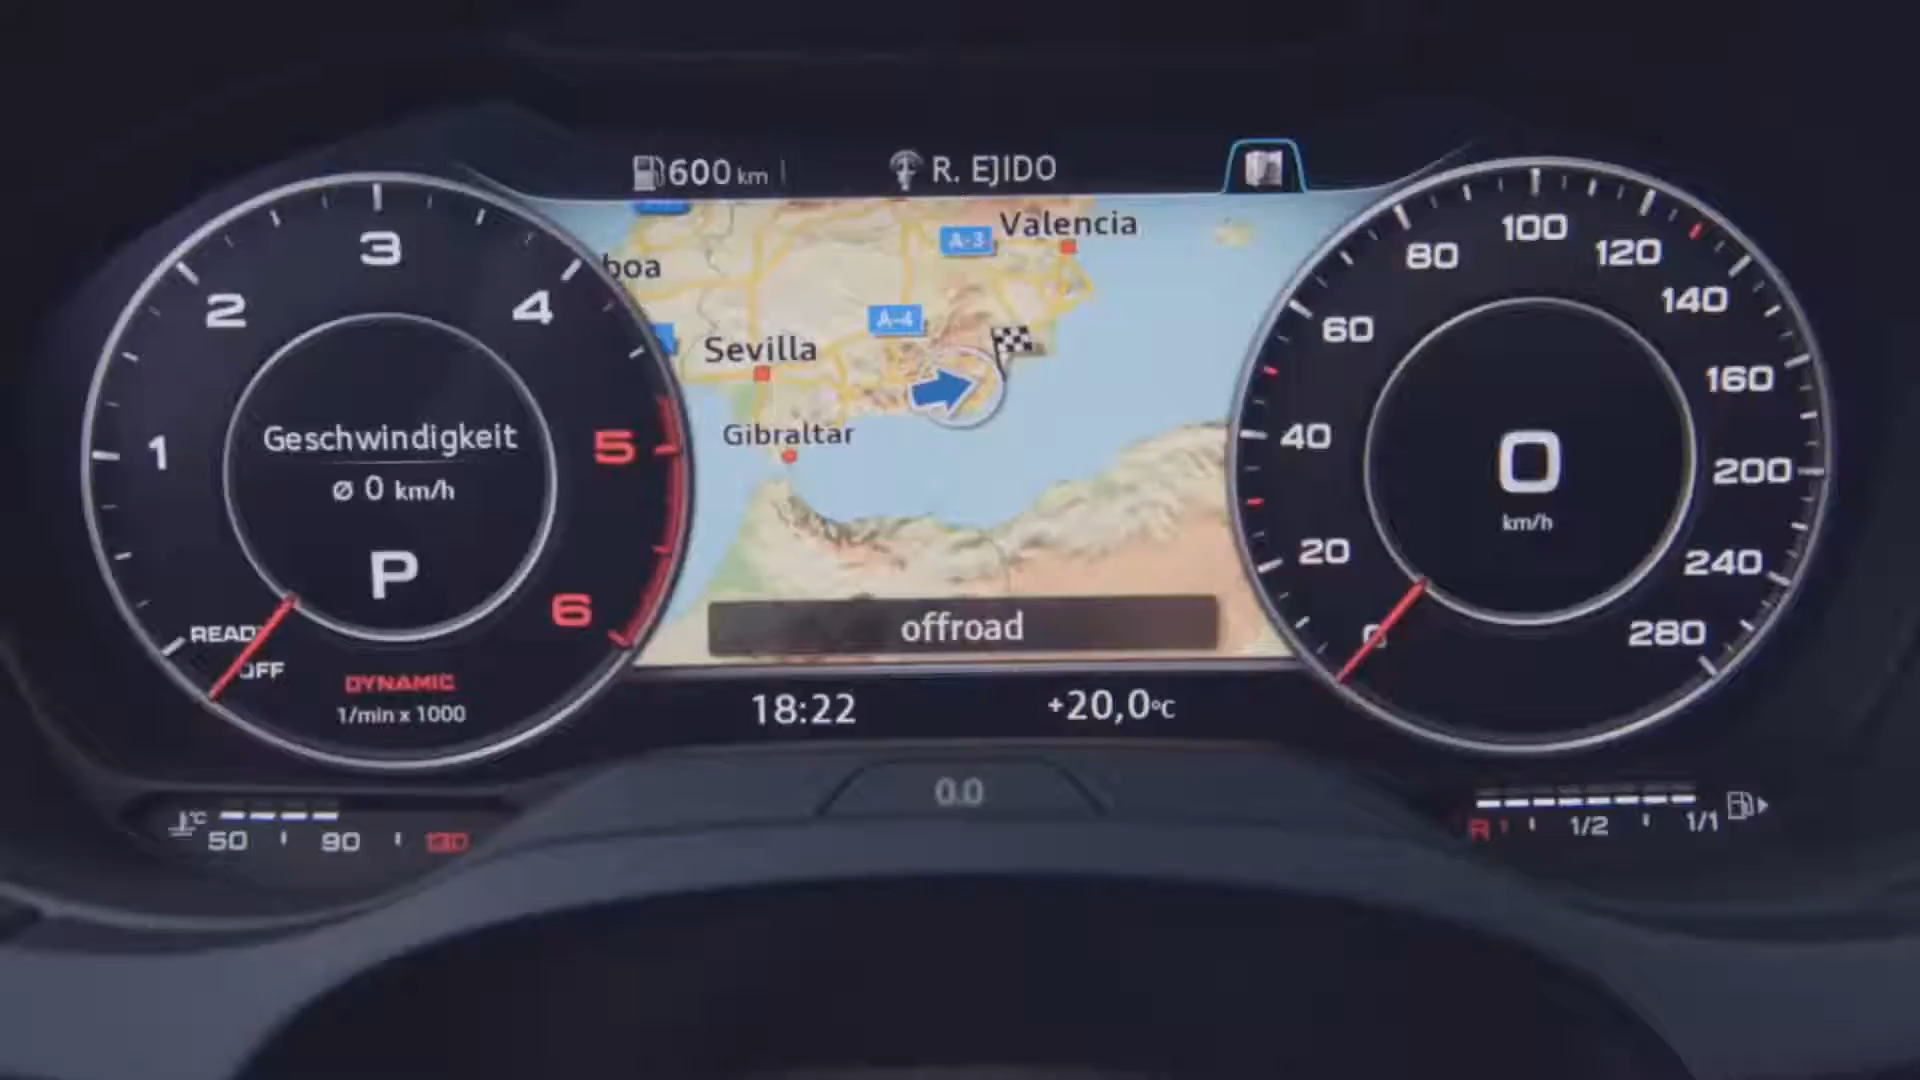 600 km
R. EJIDO
Valencia
A-3
boa
A-4
Sevilla
Gibraltar
offroad
18:22
+20,0°C
0.0
1
2
3
4
5
6
Geschwindigkeit
Ø 0 km/h
P
READY
OFF
DYNAMIC
1/min x 1000
0
20
40
60
80
100
120
140
160
200
240
280
0
km/h
°C
50
90
130
R
1/2
1/1